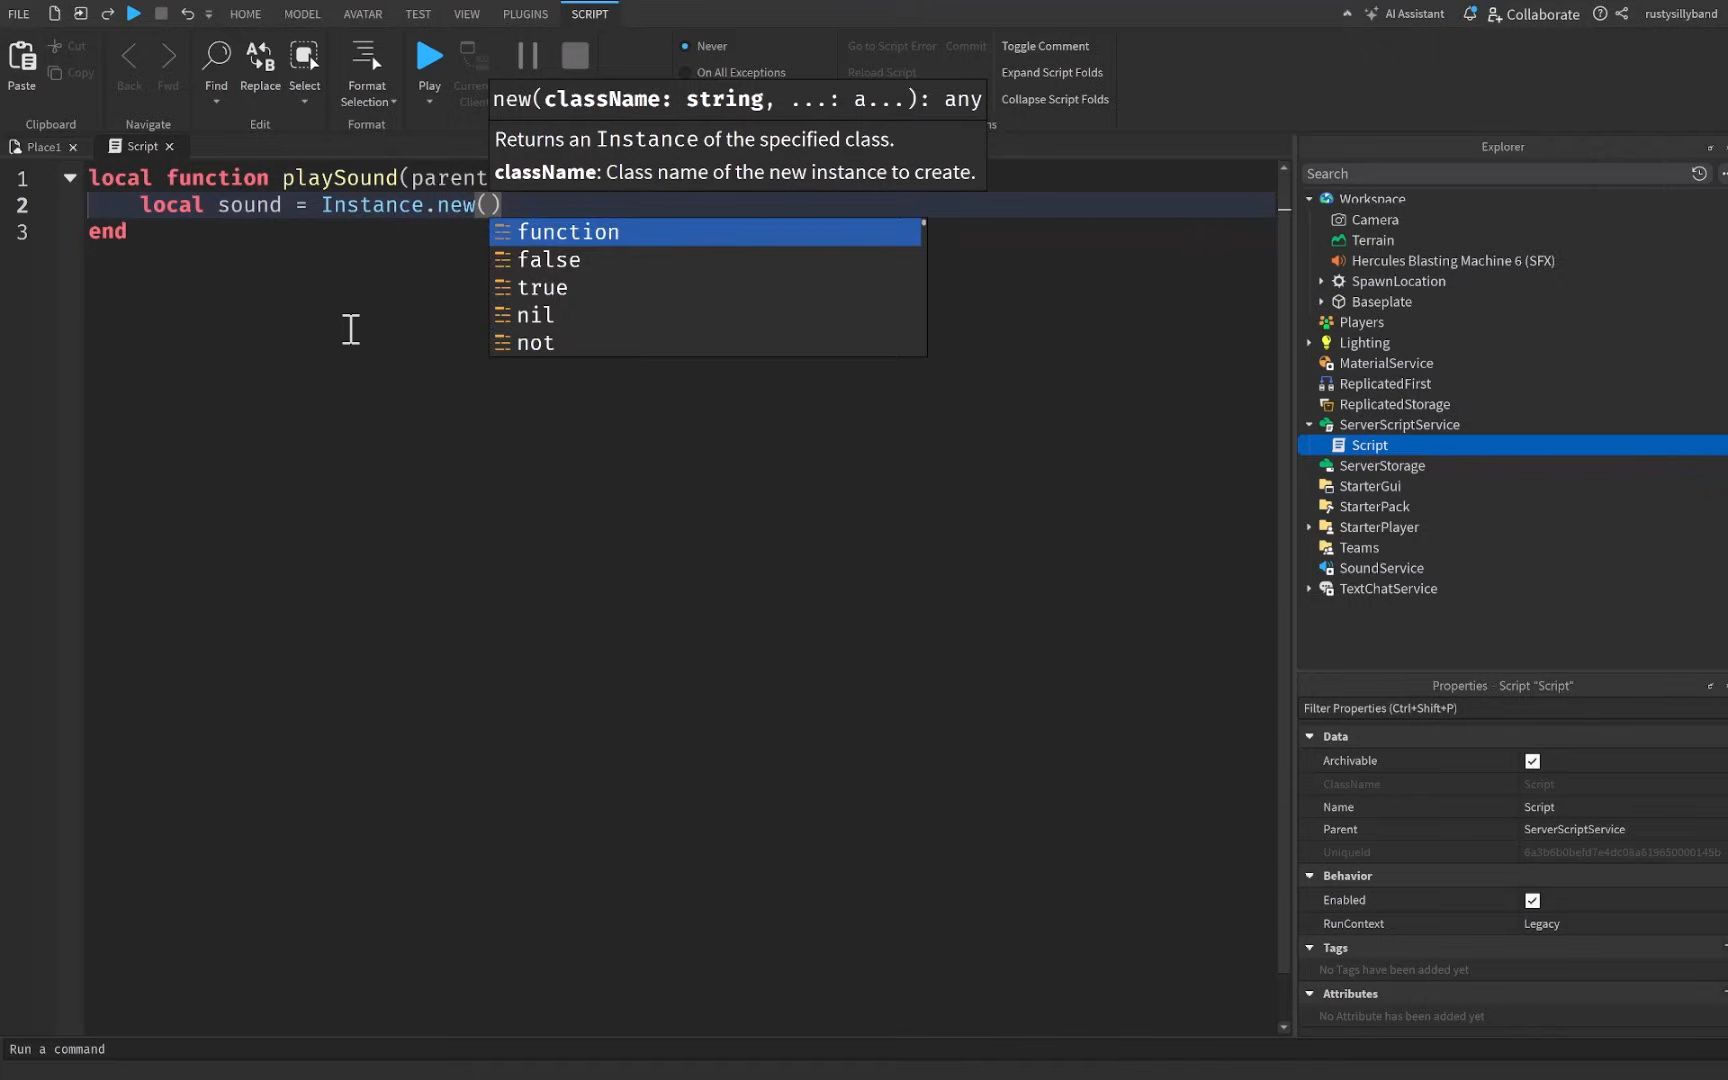 FILE HOME MODEL AVATAR TEST VIEW PLUGINS SCRIPT AI Assistant Collaborate rustysillyband
Paste Cut Copy
Clipboard
Back Fwd
Navigate
Find Replace Select
Edit
Format Selection
Format
Play
Never
On All Exceptions
Go to Script Error Commit
Reload Script
Toggle Comment
Expand Script Folds
Collapse Script Folds
new(className: string, ...: a...): any
Returns an Instance of the specified class.
className: Class name of the new instance to create.
Place1 Script
1 local function playSound(parent
2 local sound = Instance.new()
3 end
function
false
true
nil
not
Explorer
Search
Workspace
Camera
Terrain
Hercules Blasting Machine 6 (SFX)
SpawnLocation
Baseplate
Players
Lighting
MaterialService
ReplicatedFirst
ReplicatedStorage
ServerScriptService
Script
ServerStorage
StarterGui
StarterPack
StarterPlayer
Teams
SoundService
TextChatService
Properties - Script "Script"
Filter Properties (Ctrl+Shift+P)
Data
Archivable
ClassName Script
Name Script
Parent ServerScriptService
UniqueId
Behavior
Enabled
RunContext Legacy
Tags
No Tags have been added yet
Attributes
No Attribute has been added yet
Run a command